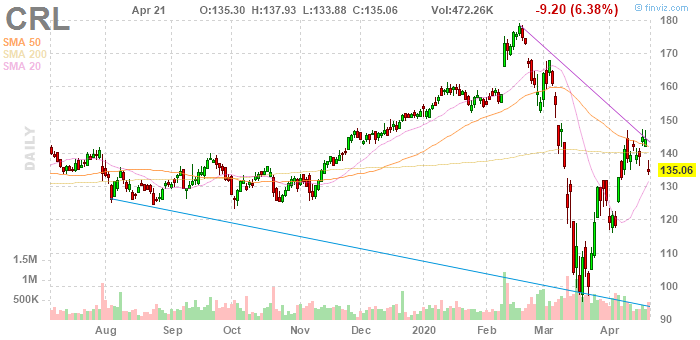 CRL
Apr 21 O:135.30 H:137.93 L:133.88 C:135.06 Vol:472.26K -9.20 (6.38%)
© finviz.com
SMA 50
SMA 200
SMA 20
DAILY
180
170
160
150
140
135.06
130
120
110
100
90
1.5M
1M
500K
Aug Sep Oct Nov Dec 2020 Feb Mar Apr